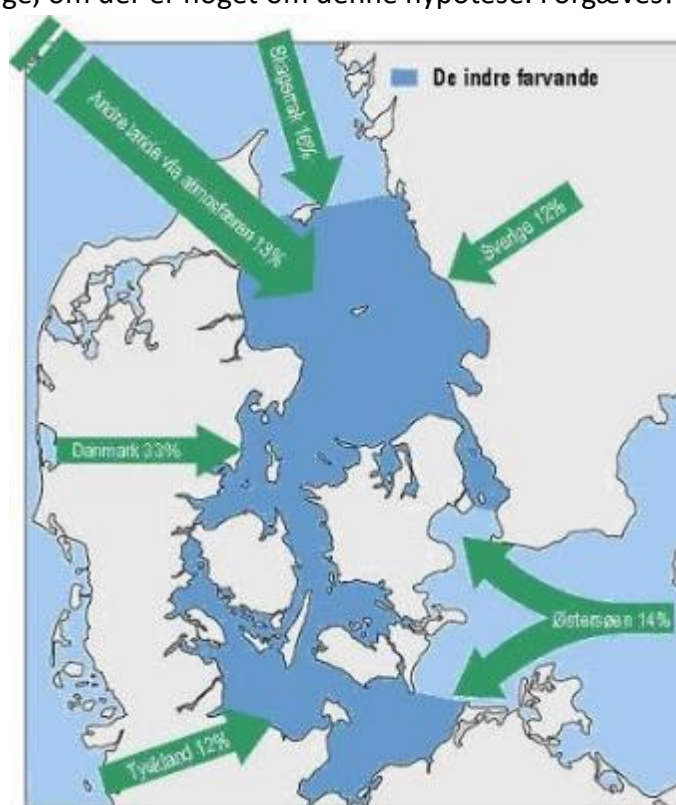 ge, om der er noget om denne hypotese. Forgæves.
De indre farvande
Skagerrak 16%
Andre lande via atmosfæren 13%
Sverige 12%
Danmark 33%
Østersøen 14%
Tyskland 12%